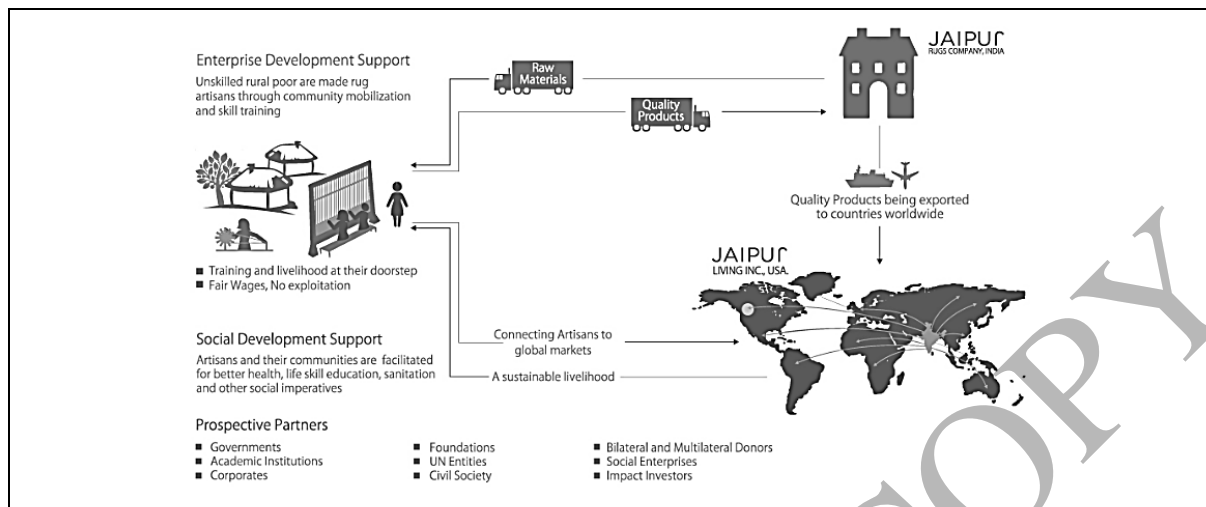 Enterprise Development Support
Unskilled rural poor are made rug
artisans through community mobilization
and skill training
Raw
Materials
Quality
Products
JAIPUR
RUGS COMPANY, INDIA
Quality Products being exported
to countries worldwide
JAIPUR
LIVING INC., USA.
■ Training and livelihood at their doorstep
■ Fair Wages, No exploitation
Connecting Artisans to
global markets
A sustainable livelihood
Social Development Support
Artisans and their communities are facilitated
for better health, life skill education, sanitation
and other social imperatives
Prospective Partners
■ Governments
■ Academic Institutions
■ Corporates
■ Foundations
■ UN Entities
■ Civil Society
■ Bilateral and Multilateral Donors
■ Social Enterprises
■ Impact Investors
COPY